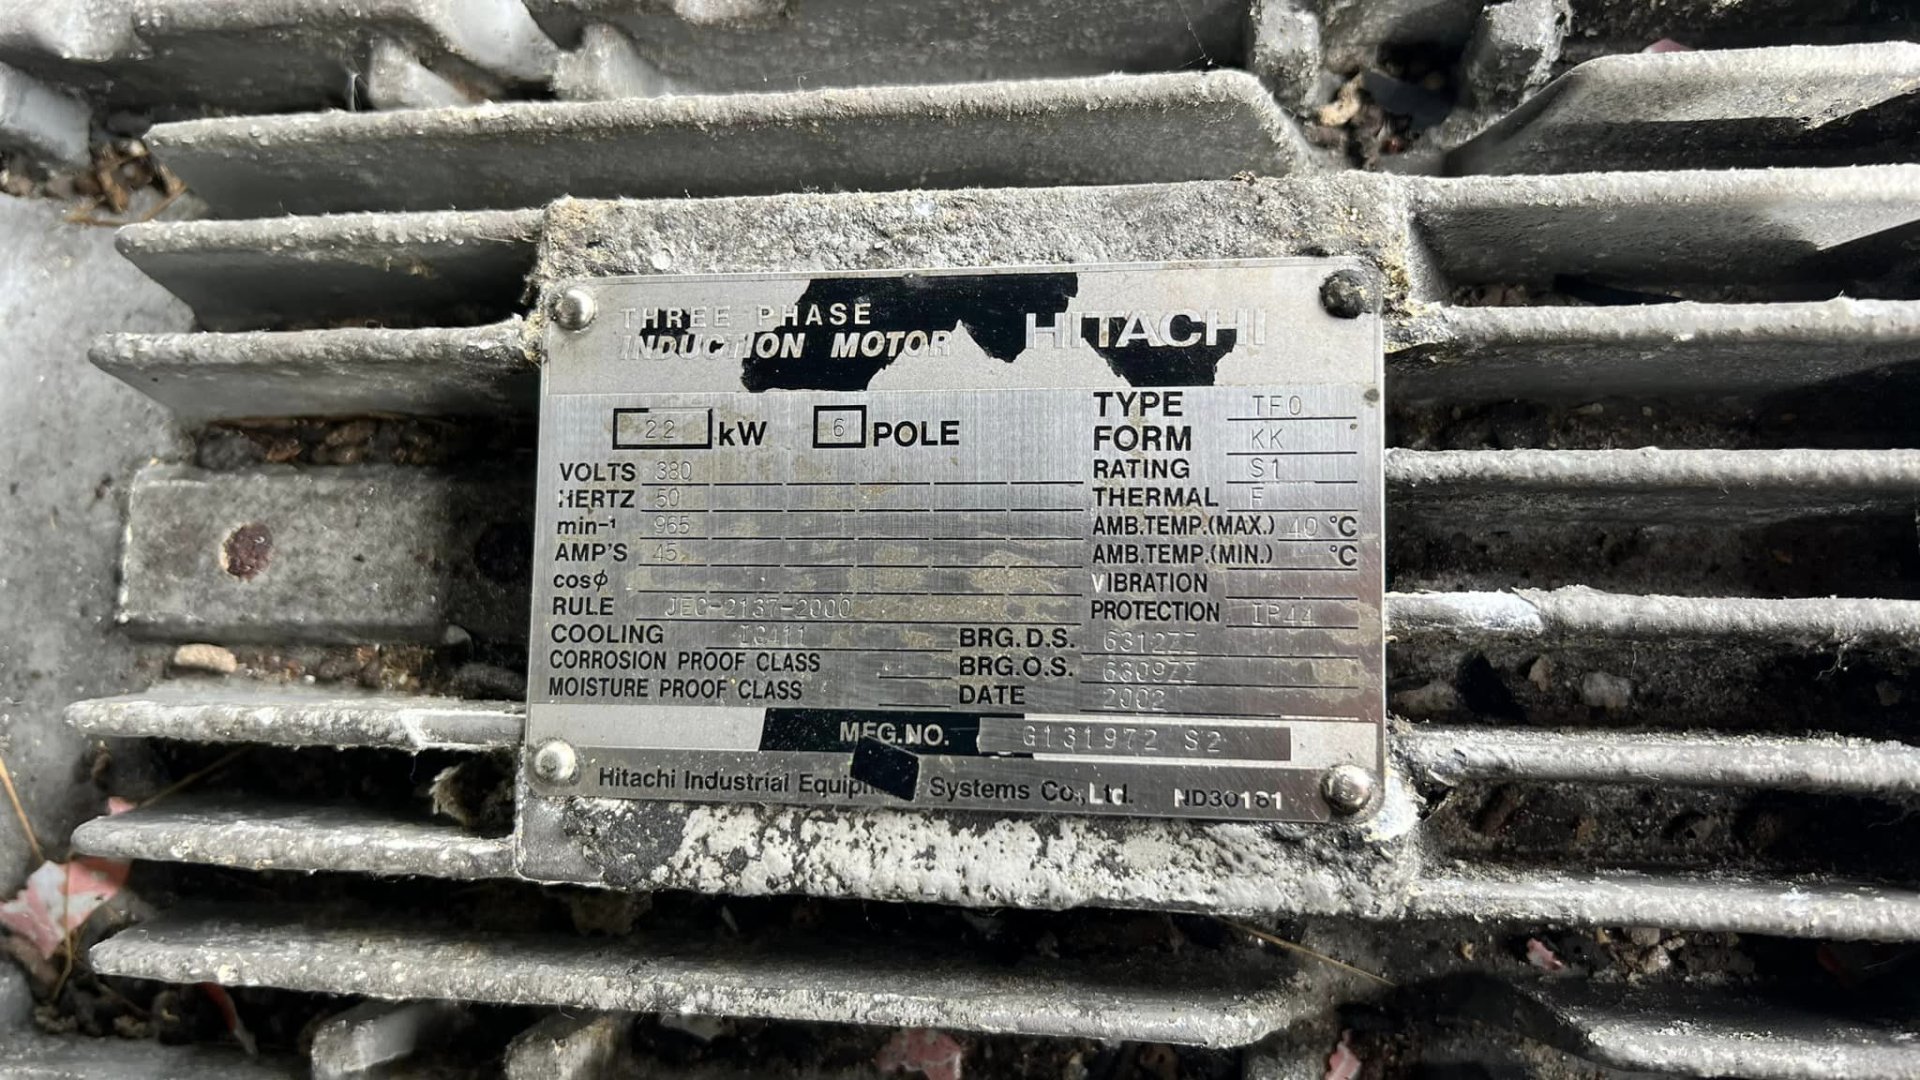 THREE PHASE
INDUCTION MOTOR HITACHI
22 kW 6 POLE
VOLTS 380
HERTZ 50
min-1 965
AMP'S 45
cosφ
RULE JEC-2137-2000
COOLING IC411
CORROSION PROOF CLASS
MOISTURE PROOF CLASS
TYPE TFO
FORM KK
RATING S1
THERMAL F
AMB.TEMP.(MAX.) 40 °C
AMB.TEMP.(MIN.) °C
VIBRATION
PROTECTION IP44
BRG.D.S. 6312ZZ
BRG.O.S. 6309ZZ
DATE 2002
MFG.NO. G131972 S2
Hitachi Industrial Systems Co., Ltd. ND30181